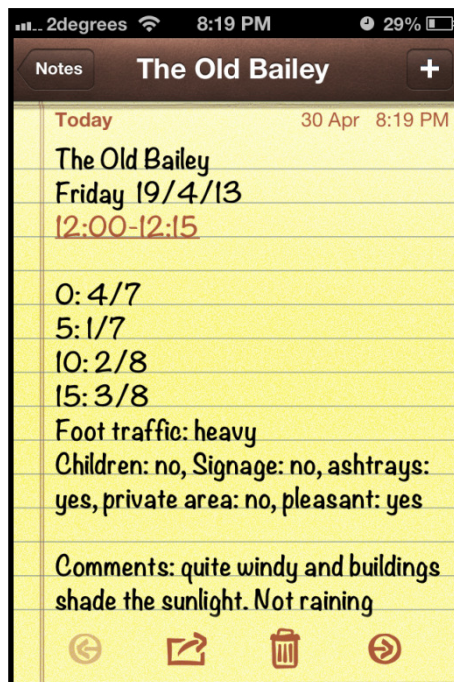 2degrees 8:19 PM 29%
Notes The Old Bailey +
Today 30 Apr 8:19 PM
The Old Bailey
Friday 19/4/13
12:00-12:15
0: 4/7
5: 1/7
10: 2/8
15: 3/8
Foot traffic: heavy
Children: no, Signage: no, ashtrays:
yes, private area: no, pleasant: yes
Comments: quite windy and buildings
shade the sunlight. Not raining